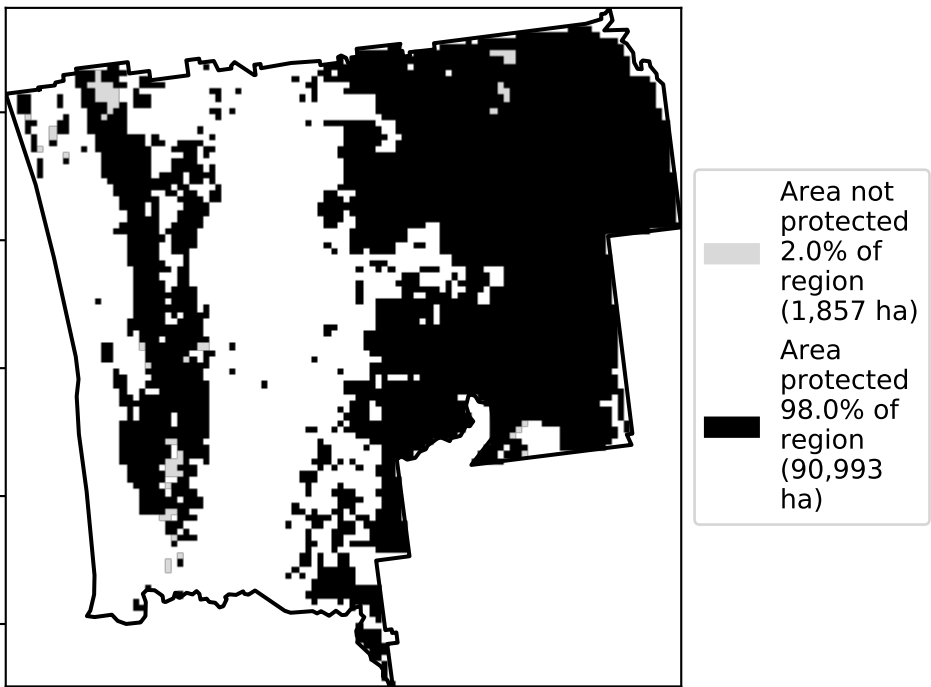 Area not
protected
2.0% of
region
(1,857 ha)
Area
protected
98.0% of
region
(90,993
ha)